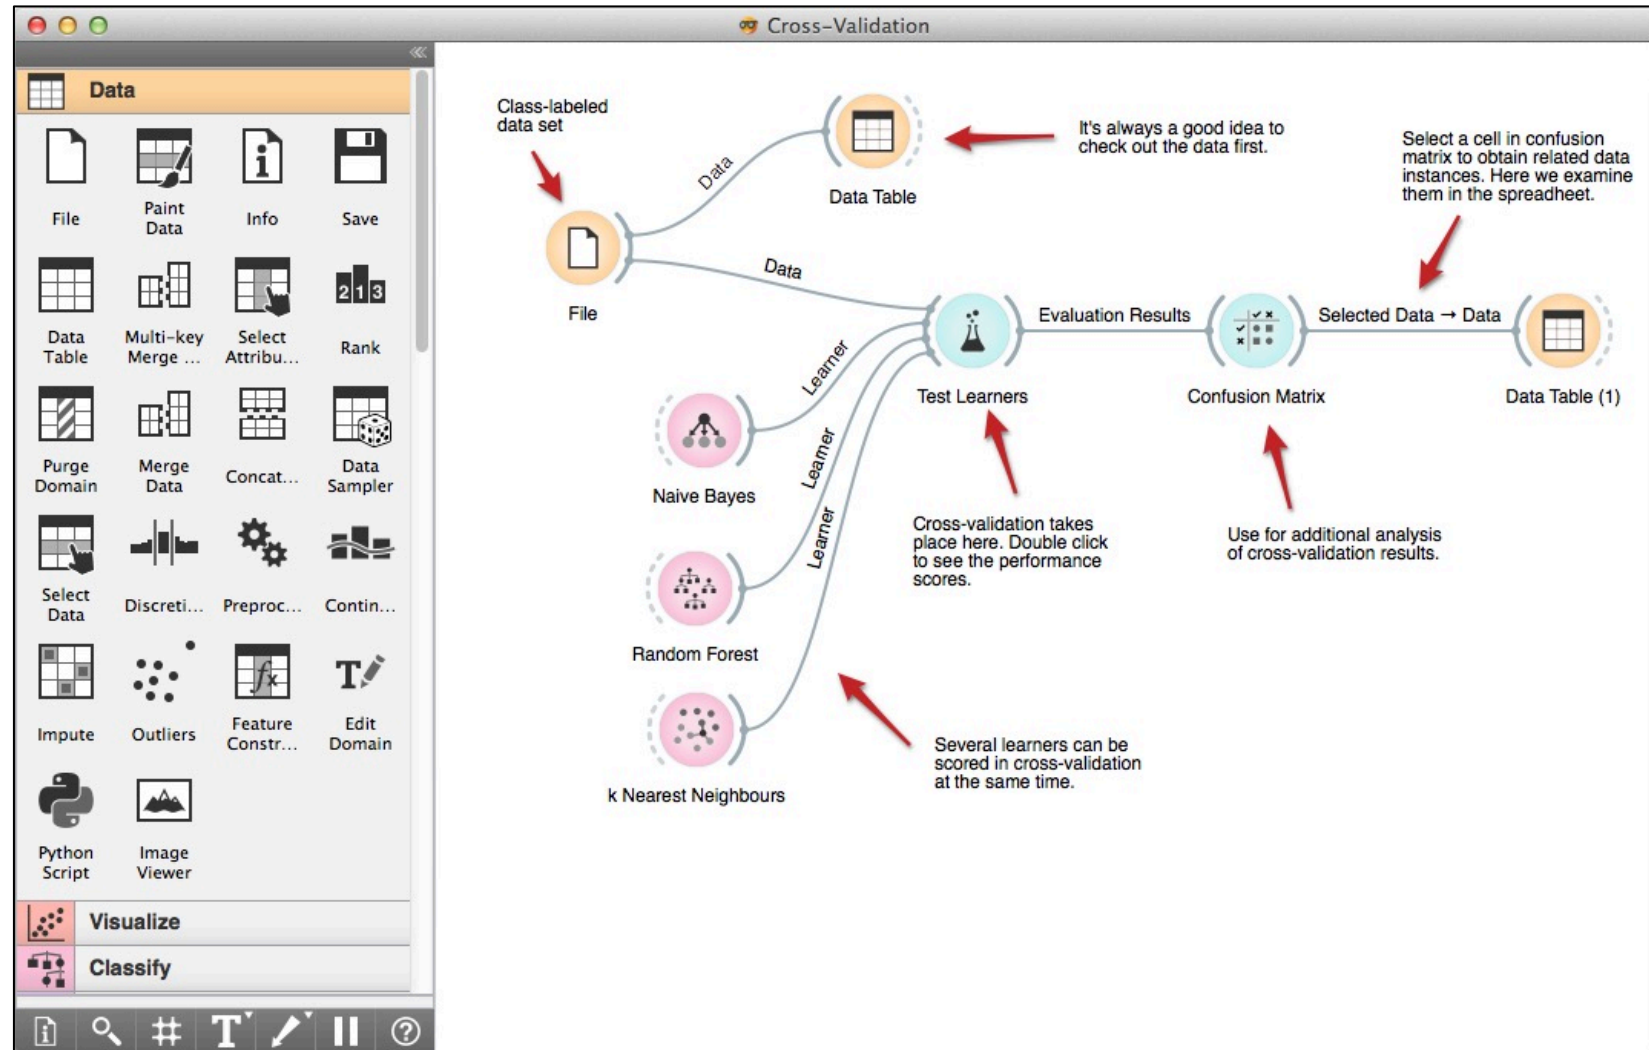 Cross-Validation
Data
File
Paint
Data
Info
Save
Data
Table
Multi-key
Merge ...
Select
Attribu...
2 1 3
Rank
Purge
Domain
Merge
Data
Concat...
Data
Sampler
Select
Data
Discreti...
Preproc...
Contin...
Impute
Outliers
fx
Feature
Constr...
T
Edit
Domain
Python
Script
Image
Viewer
Visualize
Classify
T
Class-labeled
data set
File
Data
Data Table
It's always a good idea to
check out the data first.
Data
Learner
Learner
Learner
Naive Bayes
Random Forest
k Nearest Neighbours
Test Learners
Cross-validation takes
place here. Double click
to see the performance
scores.
Several learners can be
scored in cross-validation
at the same time.
Evaluation Results
Confusion Matrix
Use for additional analysis
of cross-validation results.
Select a cell in confusion
matrix to obtain related data
instances. Here we examine
them in the spreadheet.
Selected Data → Data
Data Table (1)